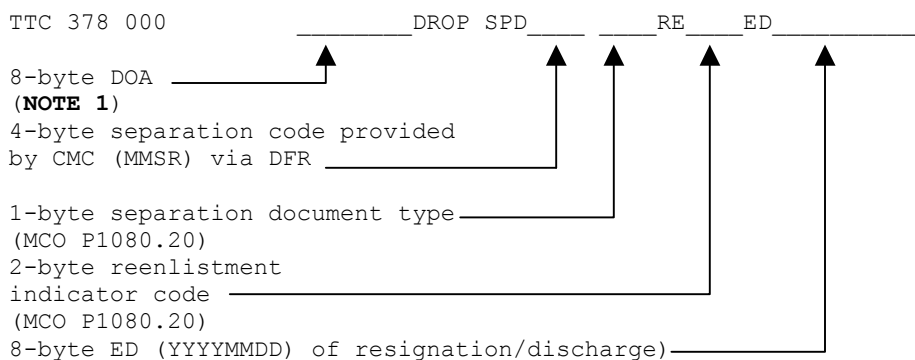 TTC 378 000 ________DROP SPD____ ____RE____ED__________
8-byte DOA
(NOTE 1)
4-byte separation code provided
by CMC (MMSR) via DFR
1-byte separation document type
(MCO P1080.20)
2-byte reenlistment
indicator code
(MCO P1080.20)
8-byte ED (YYYYMMDD) of resignation/discharge)